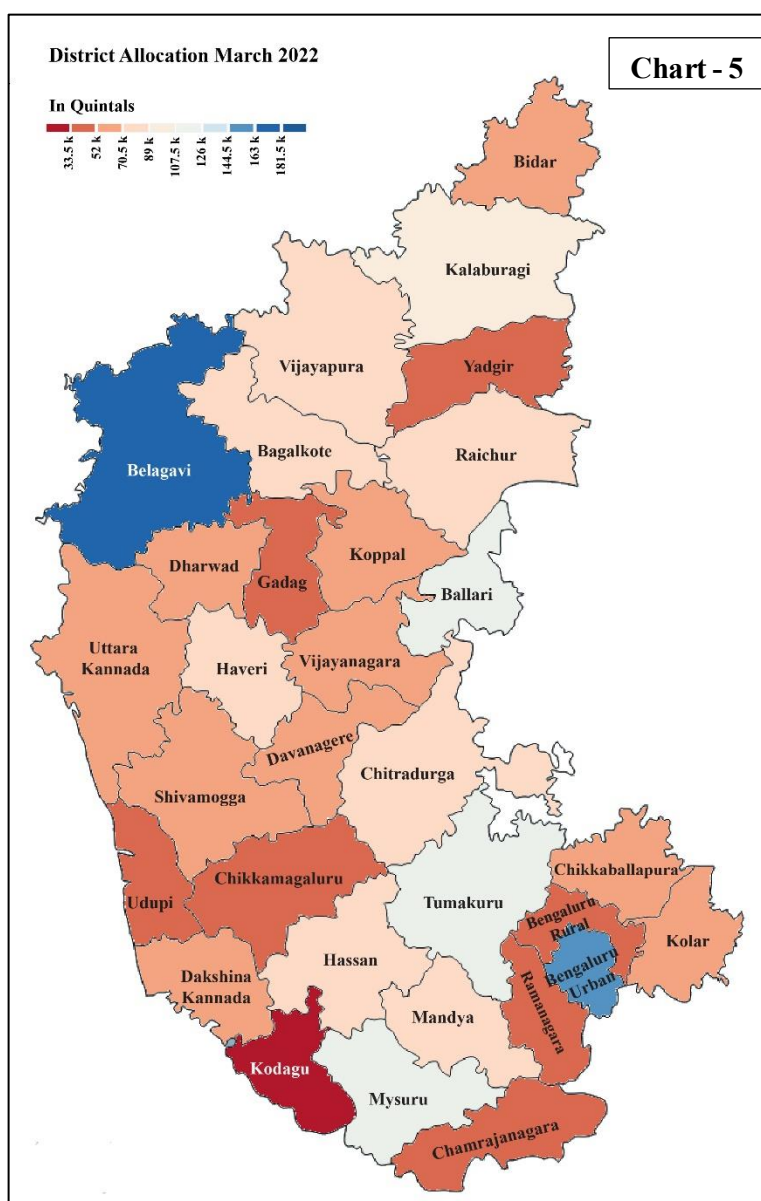 District Allocation March 2022
Chart - 5
In Quintals
33.5 k
52 k
70.5 k
89 k
107.5 k
126 k
144.5 k
163 k
181.5 k
Bidar
Kalaburagi
Vijayapura
Yadgir
Bagalkote
Raichur
Belagavi
Dharwad
Gadag
Koppal
Ballari
Uttara
Kannada
Haveri
Vijayanagara
Davanagere
Chitradurga
Shivamogga
Chikkamagaluru
Udupi
Tumakuru
Chikkaballapura
Bengaluru
Rural
Kolar
Bengaluru
Urban
Hassan
Dakshina
Kannada
Ramanagara
Mandya
Kodagu
Mysuru
Chamrajanagara